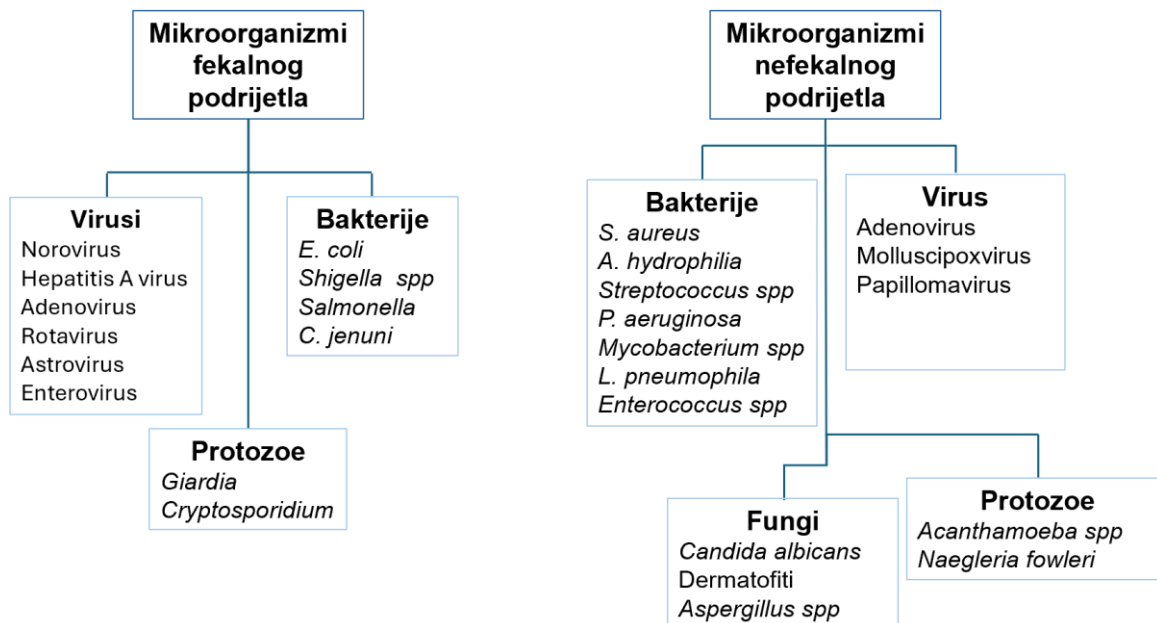 Mikroorganizmi
fekalnog
podrijetla
Virusi
Norovirus
Hepatitis A virus
Adenovirus
Rotavirus
Astrovirus
Enterovirus
Bakterije
E. coli
Shigella spp
Salmonella
C. jenuni
Protozoe
Giardia
Cryptosporidium
Mikroorganizmi
nefekalnog
podrijetla
Bakterije
S. aureus
A. hydrophilia
Streptococcus spp
P. aeruginosa
Mycobacterium spp
L. pneumophila
Enterococcus spp
Virus
Adenovirus
Molluscipoxvirus
Papillomavirus
Fungi
Candida albicans
Dermatofiti
Aspergillus spp
Protozoe
Acanthamoeba spp
Naegleria fowleri